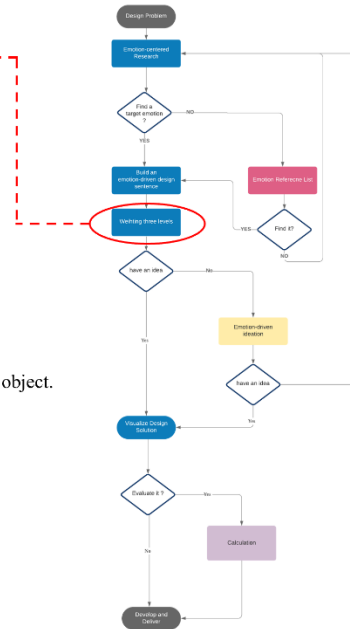 Design Problem
Emotion-centered
Research
Find a
target emotion
?
NO
YES
Build an
emotion-driven design
sentence
Emotion Reference List
Weihting three levels
YES
Find it?
NO
have an idea
No
Emotion-driven
ideation
Yes
object.
have an idea
Yes
Visualize Design
Solution
Evaluate it ?
Yes
Calculation
No
Develop and
Deliver